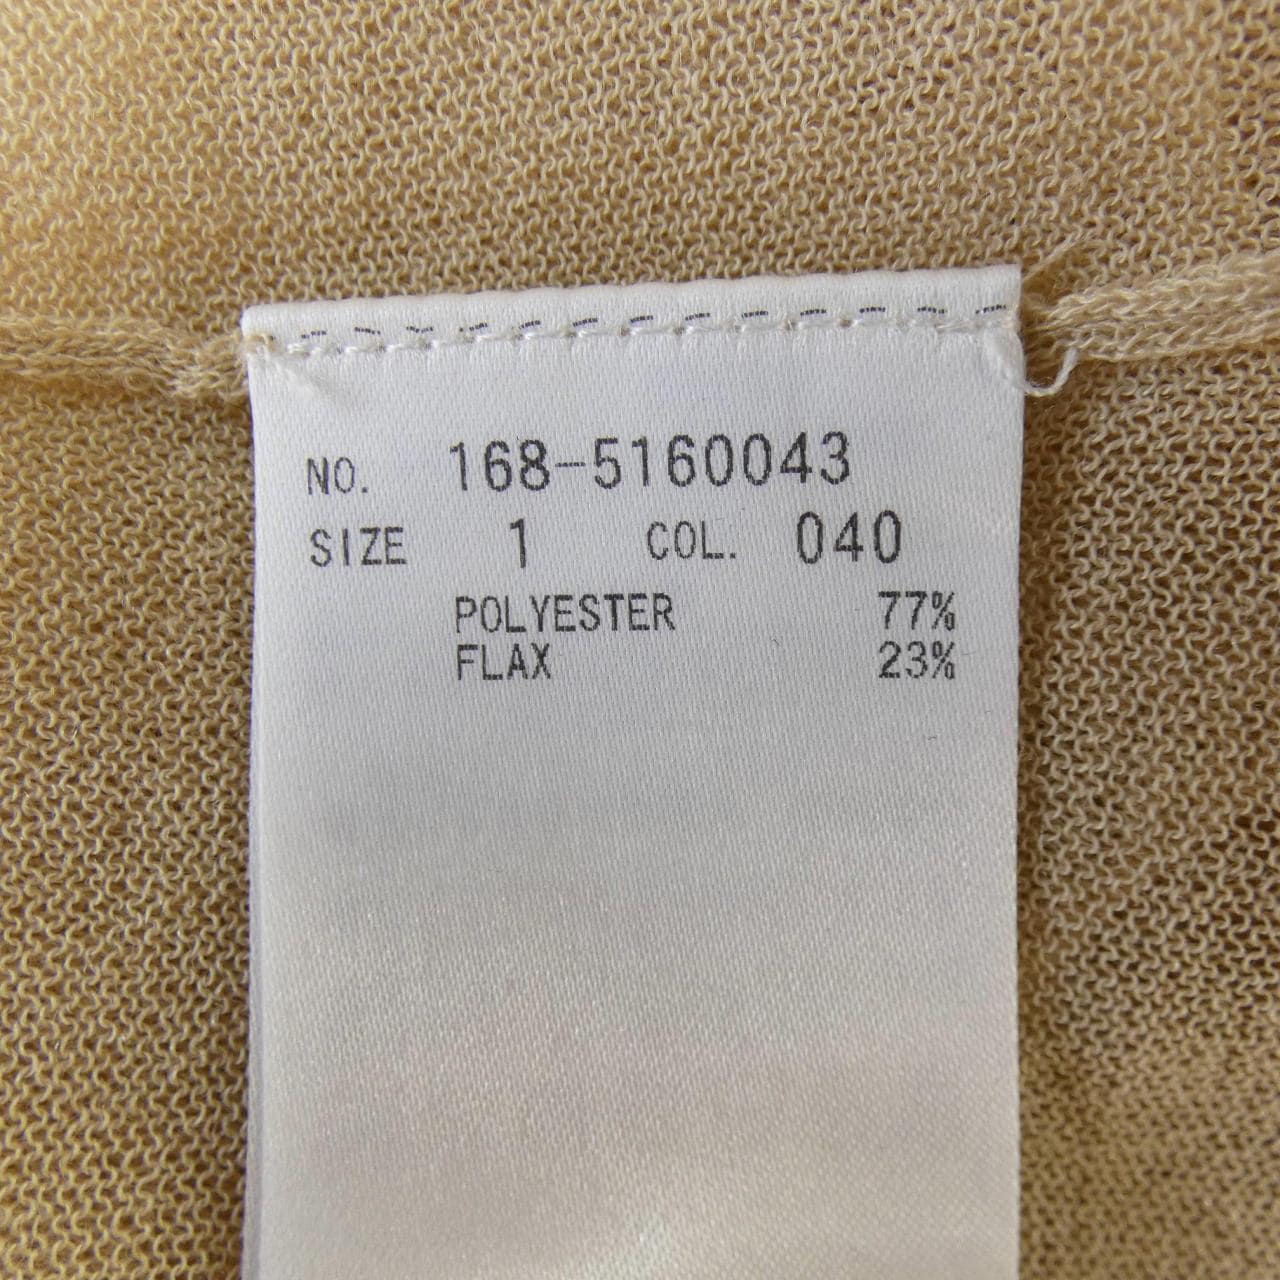 NO. 168-5160043
SIZE 1 COL. 040
POLYESTER 77%
FLAX 23%